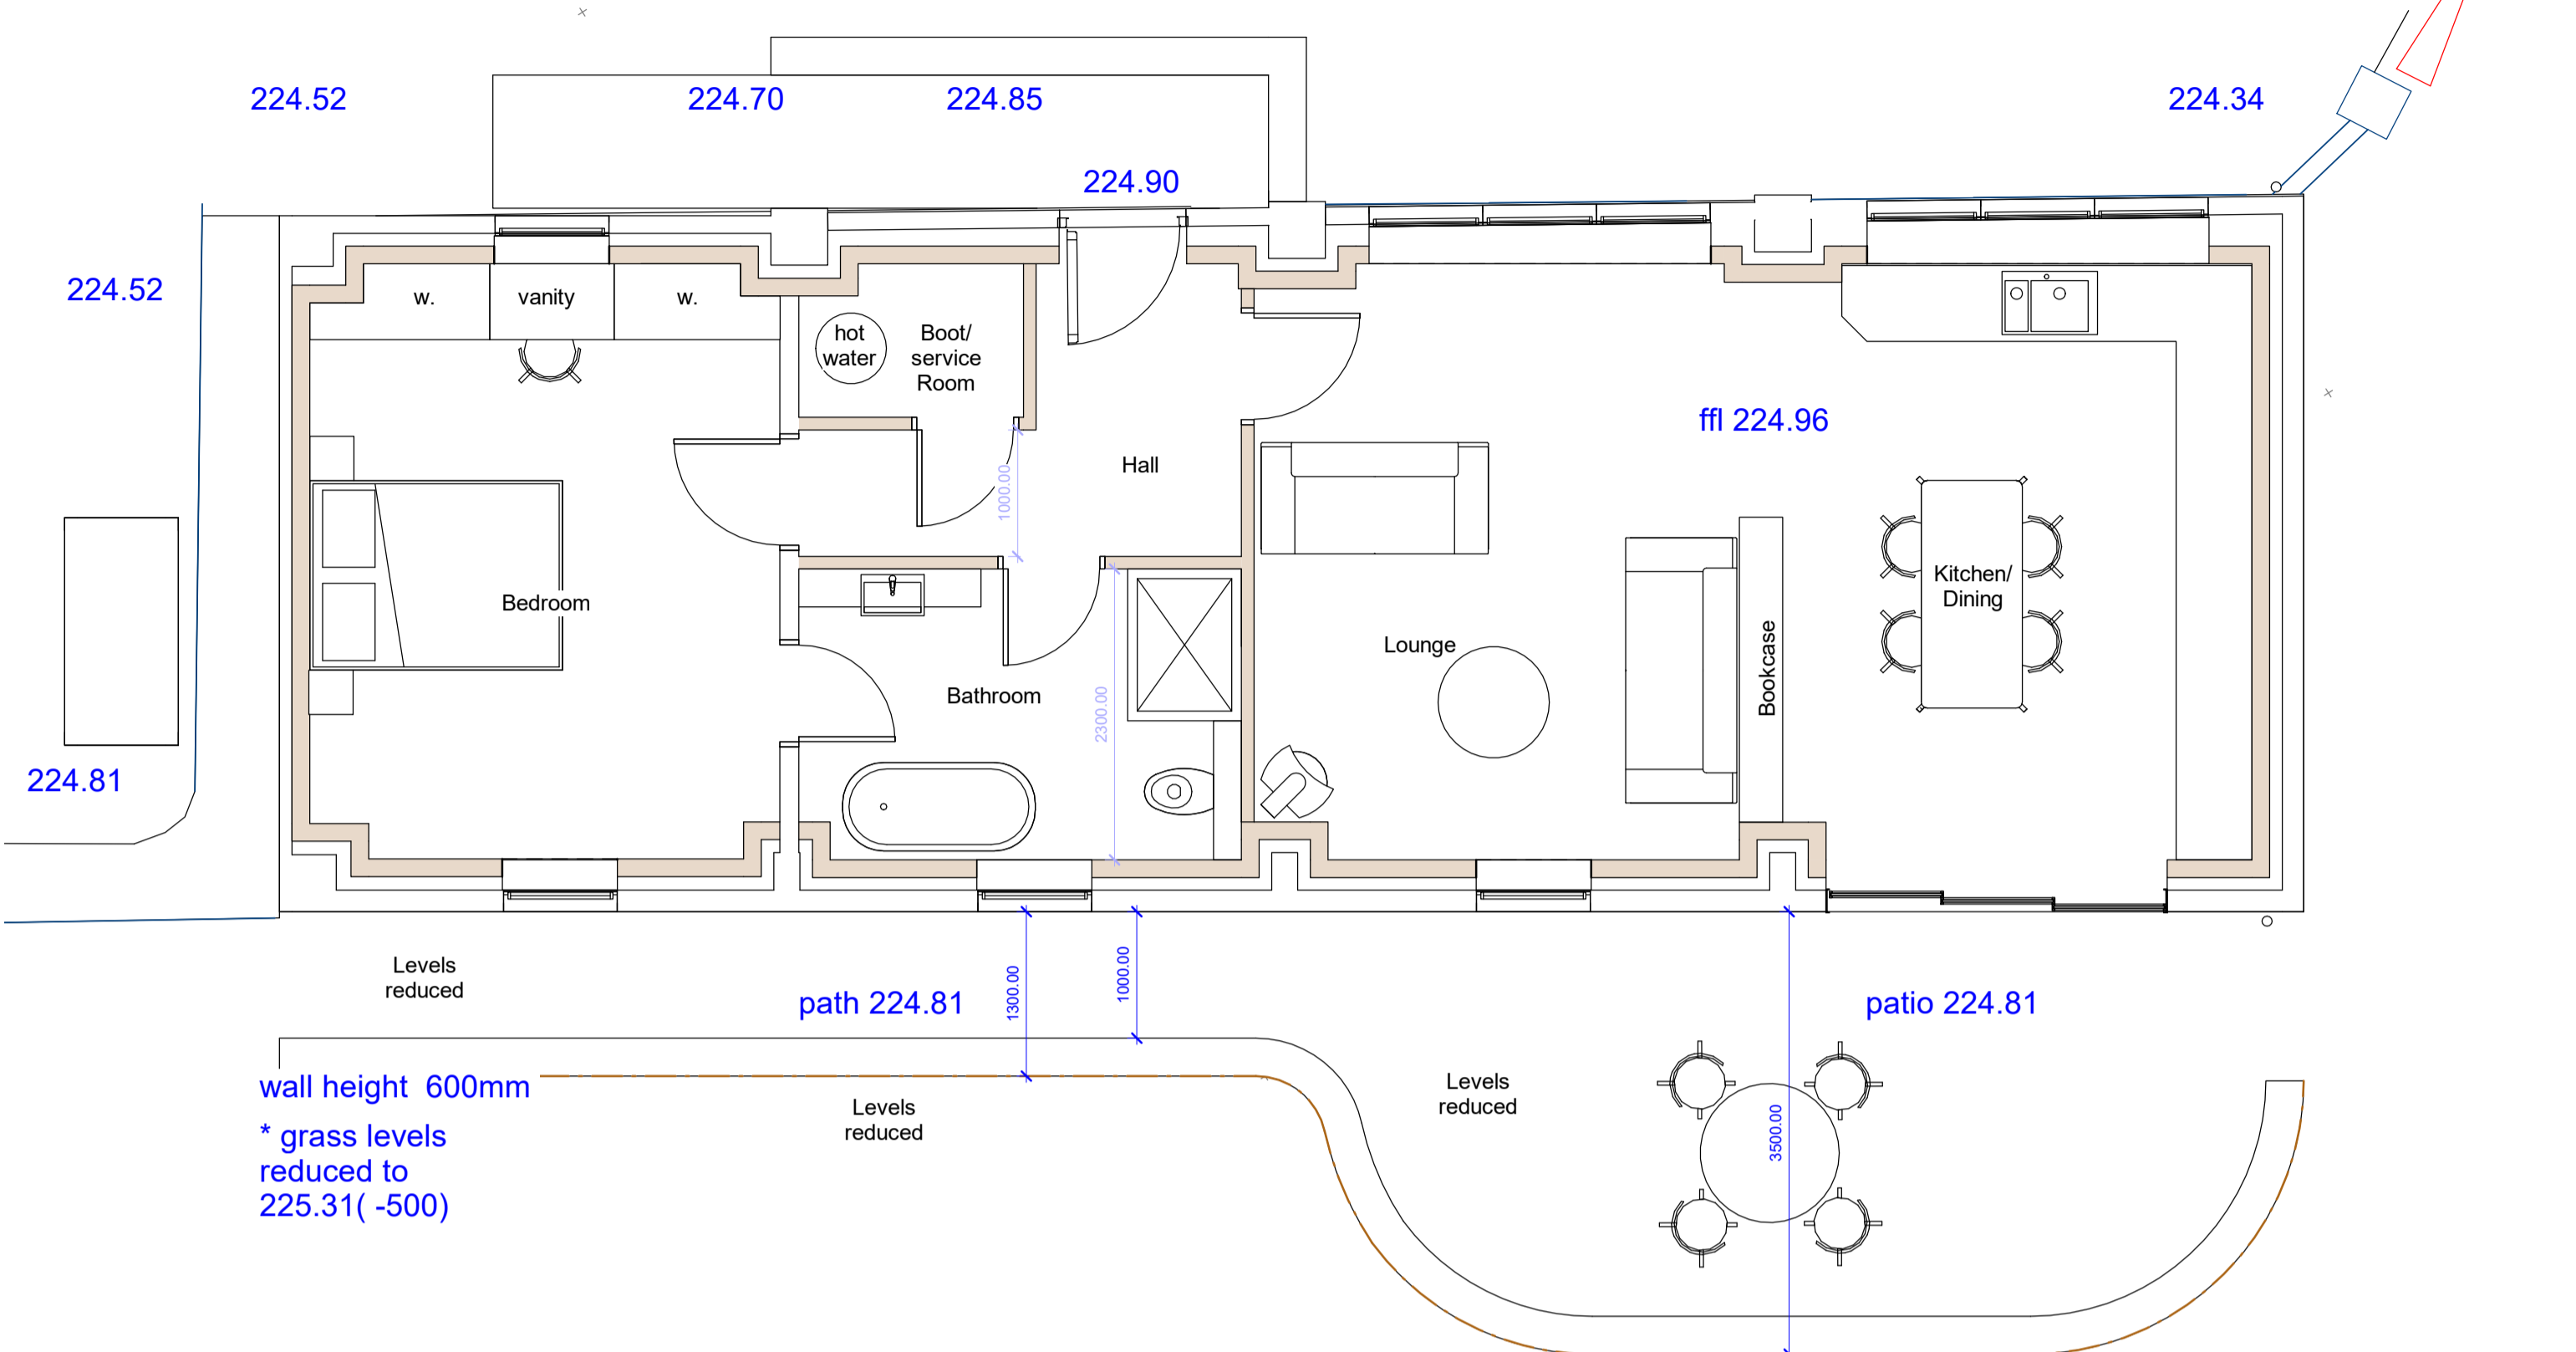 224.52
224.70
224.85
224.34
224.90
224.52
w.
vanity
w.
hot
water
Boot/
service
Room
ffl 224.96
Hall
1000.00
Bedroom
Kitchen/
Dining
Lounge
Bookcase
Bathroom
2300.00
224.81
Levels
reduced
path 224.81
1300.00
1000.00
patio 224.81
wall height 600mm
* grass levels
reduced to
225.31( -500)
Levels
reduced
Levels
reduced
3500.00